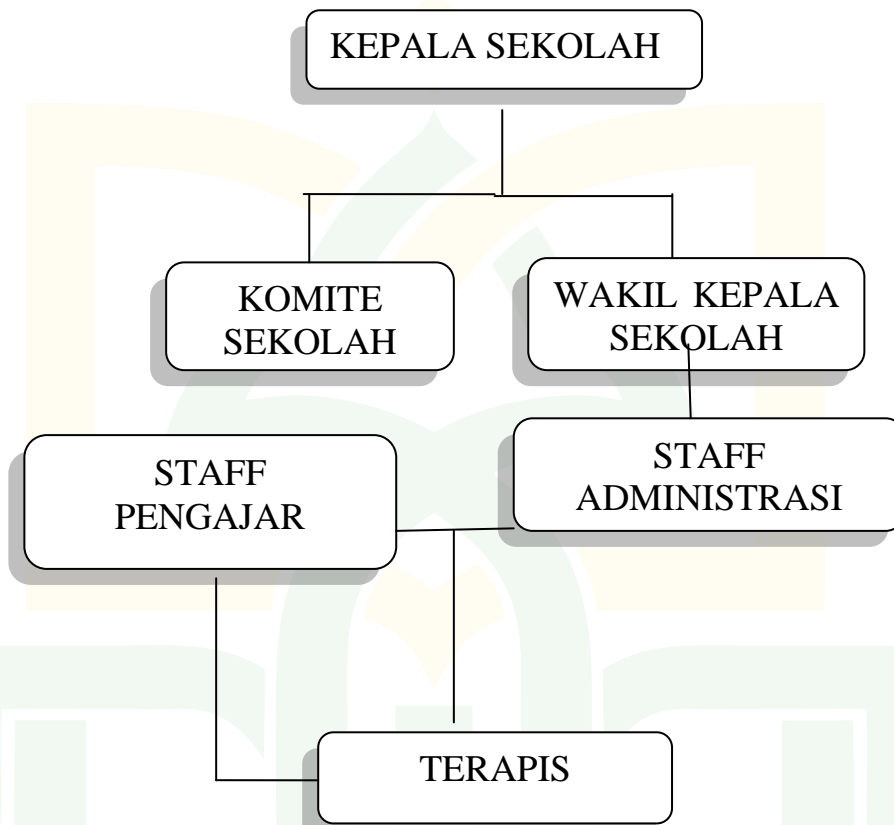 KEPALA SEKOLAH
KOMITE
SEKOLAH
WAKIL KEPALA
SEKOLAH
STAFF
PENGAJAR
STAFF
ADMINISTRASI
TERAPIS